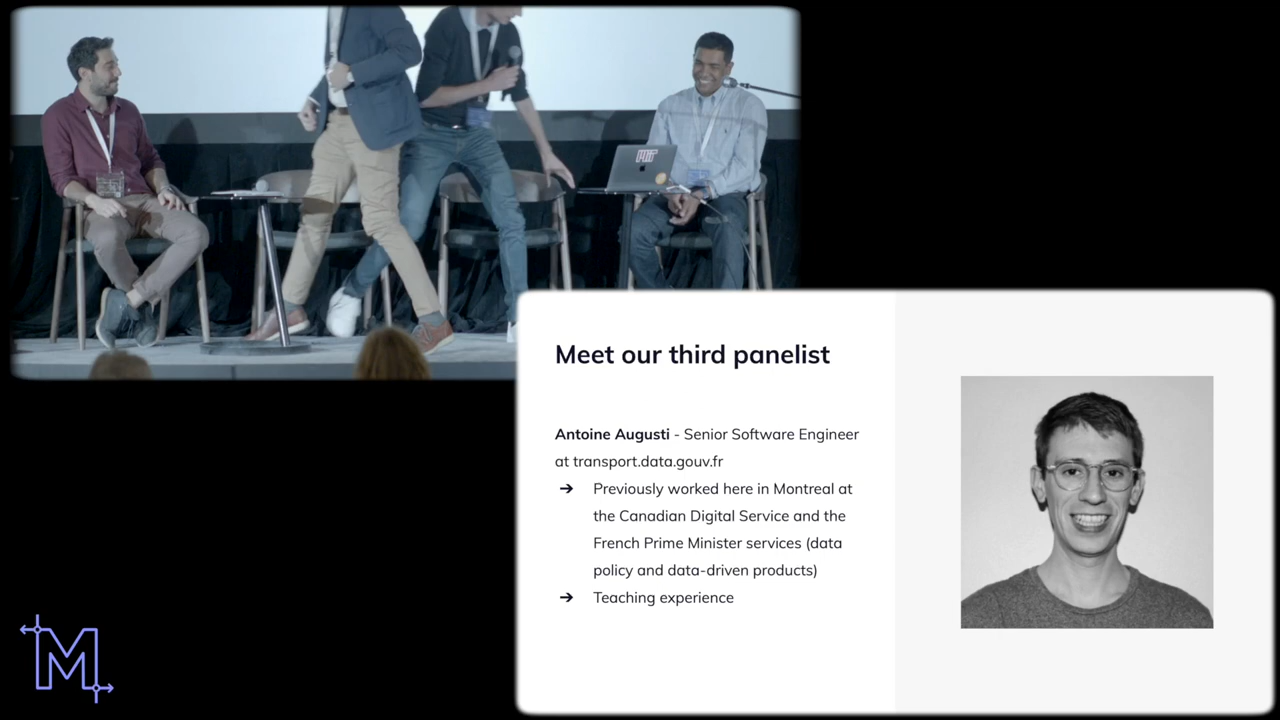 MIT
Meet our third panelist
Antoine Augusti - Senior Software Engineer
at transport.data.gouv.fr
➔ Previously worked here in Montreal at
the Canadian Digital Service and the
French Prime Minister services (data
policy and data-driven products)
➔ Teaching experience
M